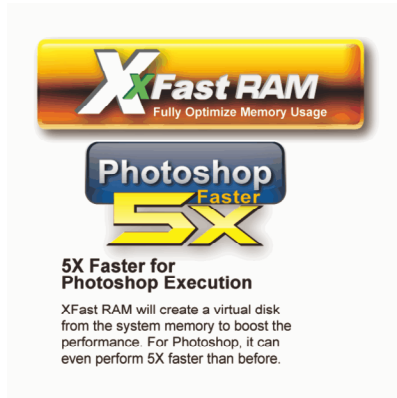 XFast RAM
Fully Optimize Memory Usage
Photoshop
Faster
5X
5X Faster for
Photoshop Execution
XFast RAM will create a virtual disk
from the system memory to boost the
performance. For Photoshop, it can
even perform 5X faster than before.